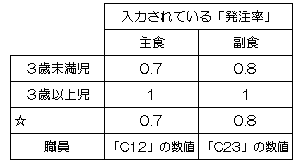 入力されている「発注率」
主食 副食
３歳未満児 0.7 0.8
３歳以上児 1 1
☆ 0.7 0.8
職員 「C12」の数値 「C23」の数値